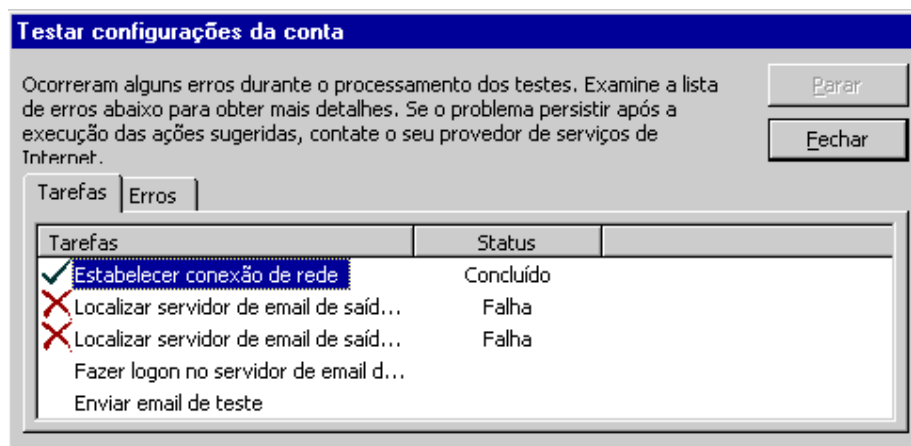 Testar configurações da conta
Ocorreram alguns erros durante o processamento dos testes. Examine a lista
de erros abaixo para obter mais detalhes. Se o problema persistir após a
execução das ações sugeridas, contate o seu provedor de serviços de
Internet.
Parar
Fechar
Tarefas Erros
Tarefas Status
Estabelecer conexão de rede Concluído
Localizar servidor de email de saíd... Falha
Localizar servidor de email de saíd... Falha
Fazer logon no servidor de email d...
Enviar email de teste